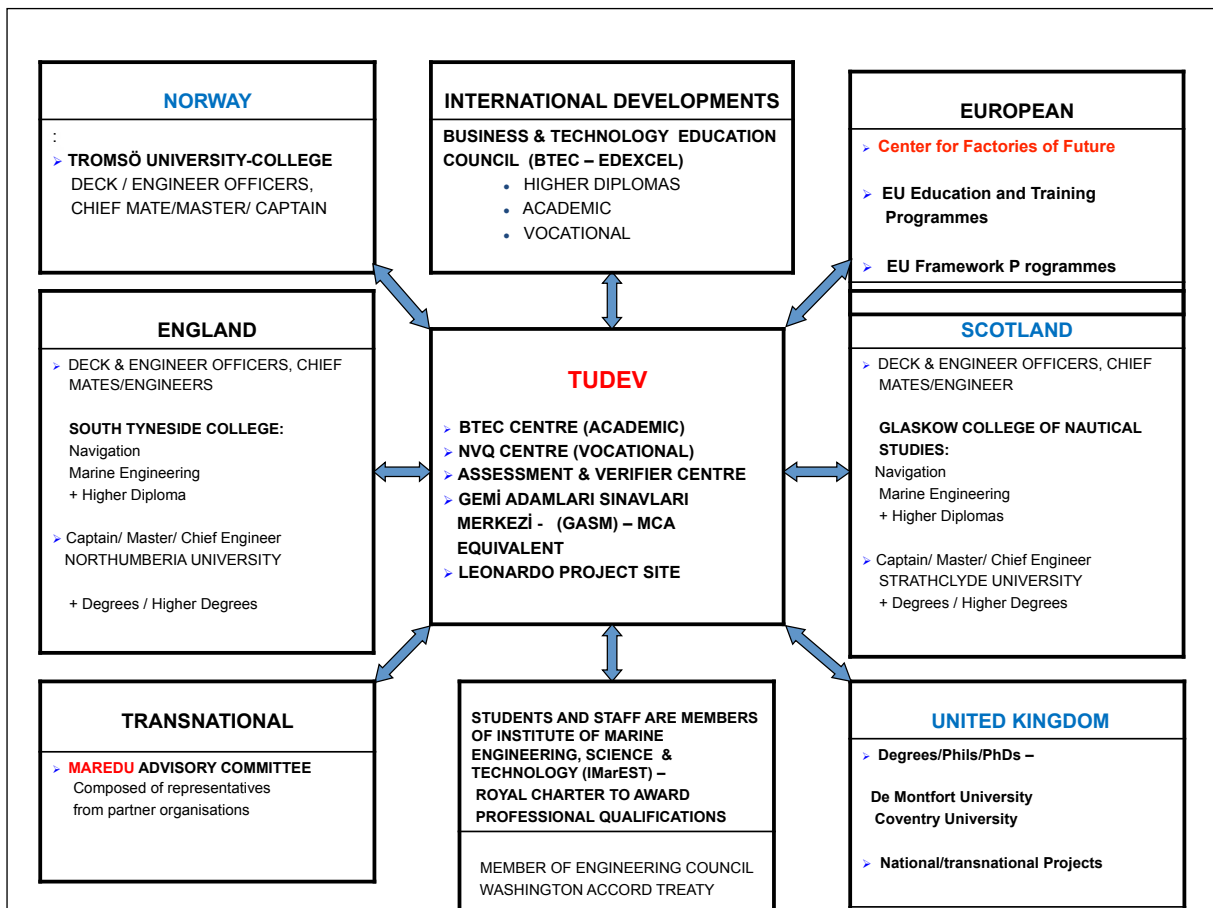 NORWAY
:
TROMSÖ UNIVERSITY-COLLEGE
DECK / ENGINEER OFFICERS,
CHIEF MATE/MASTER/ CAPTAIN
INTERNATIONAL DEVELOPMENTS
BUSINESS & TECHNOLOGY EDUCATION
COUNCIL (BTEC – EDEXCEL)
• HIGHER DIPLOMAS
• ACADEMIC
• VOCATIONAL
EUROPEAN
Center for Factories of Future
EU Education and Training
Programmes
EU Framework P rogrammes
ENGLAND
DECK & ENGINEER OFFICERS, CHIEF
MATES/ENGINEERS
SOUTH TYNESIDE COLLEGE:
Navigation
Marine Engineering
+ Higher Diploma
Captain/ Master/ Chief Engineer
NORTHUMBERIA UNIVERSITY
+ Degrees / Higher Degrees
TUDEV
BTEC CENTRE (ACADEMIC)
NVQ CENTRE (VOCATIONAL)
ASSESSMENT & VERIFIER CENTRE
GEMİ ADAMLARI SINAVLARI
MERKEZİ - (GASM) – MCA
EQUIVALENT
LEONARDO PROJECT SITE
SCOTLAND
DECK & ENGINEER OFFICERS, CHIEF
MATES/ENGINEER
GLASKOW COLLEGE OF NAUTICAL
STUDIES:
Navigation
Marine Engineering
+ Higher Diplomas
Captain/ Master/ Chief Engineer
STRATHCLYDE UNIVERSITY
+ Degrees / Higher Degrees
TRANSNATIONAL
MAREDU ADVISORY COMMITTEE
Composed of representatives
from partner organisations
STUDENTS AND STAFF ARE MEMBERS
OF INSTITUTE OF MARINE
ENGINEERING, SCIENCE &
TECHNOLOGY (IMarEST) –
ROYAL CHARTER TO AWARD
PROFESSIONAL QUALIFICATIONS
MEMBER OF ENGINEERING COUNCIL
WASHINGTON ACCORD TREATY
UNITED KINGDOM
Degrees/Phils/PhDs –
De Montfort University
Coventry University
National/transnational Projects